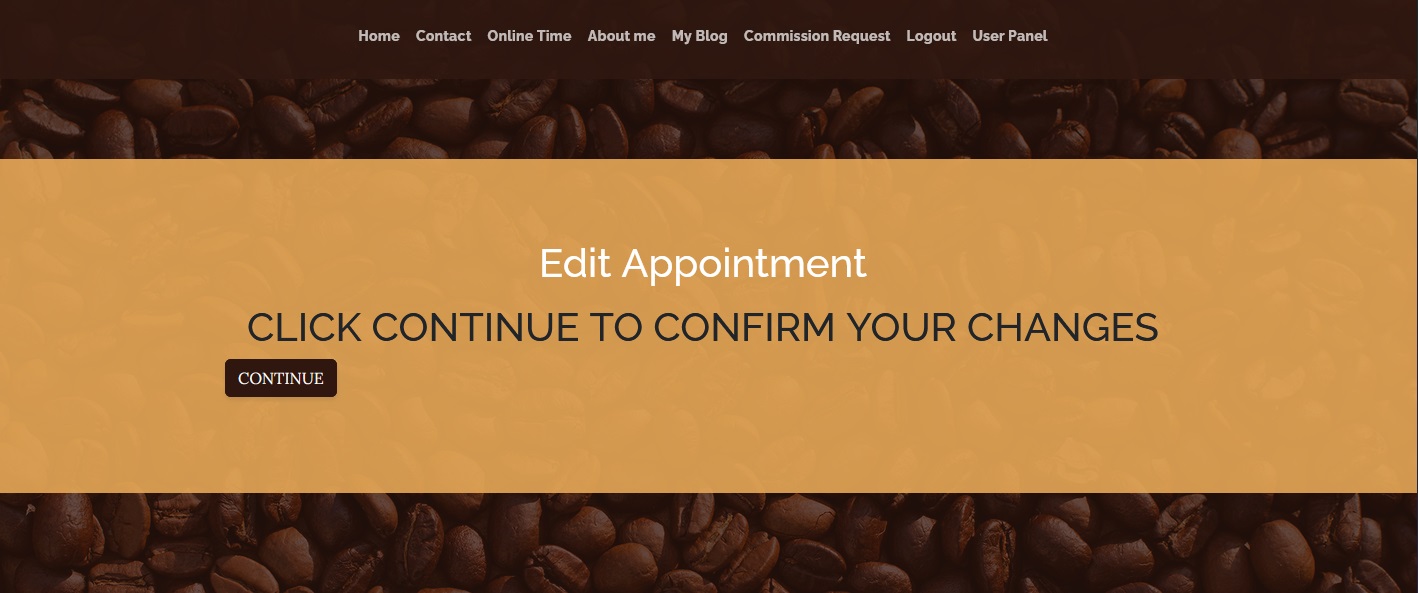 Home Contact Online Time About me My Blog Commission Request Logout User Panel
Edit Appointment
CLICK CONTINUE TO CONFIRM YOUR CHANGES
CONTINUE